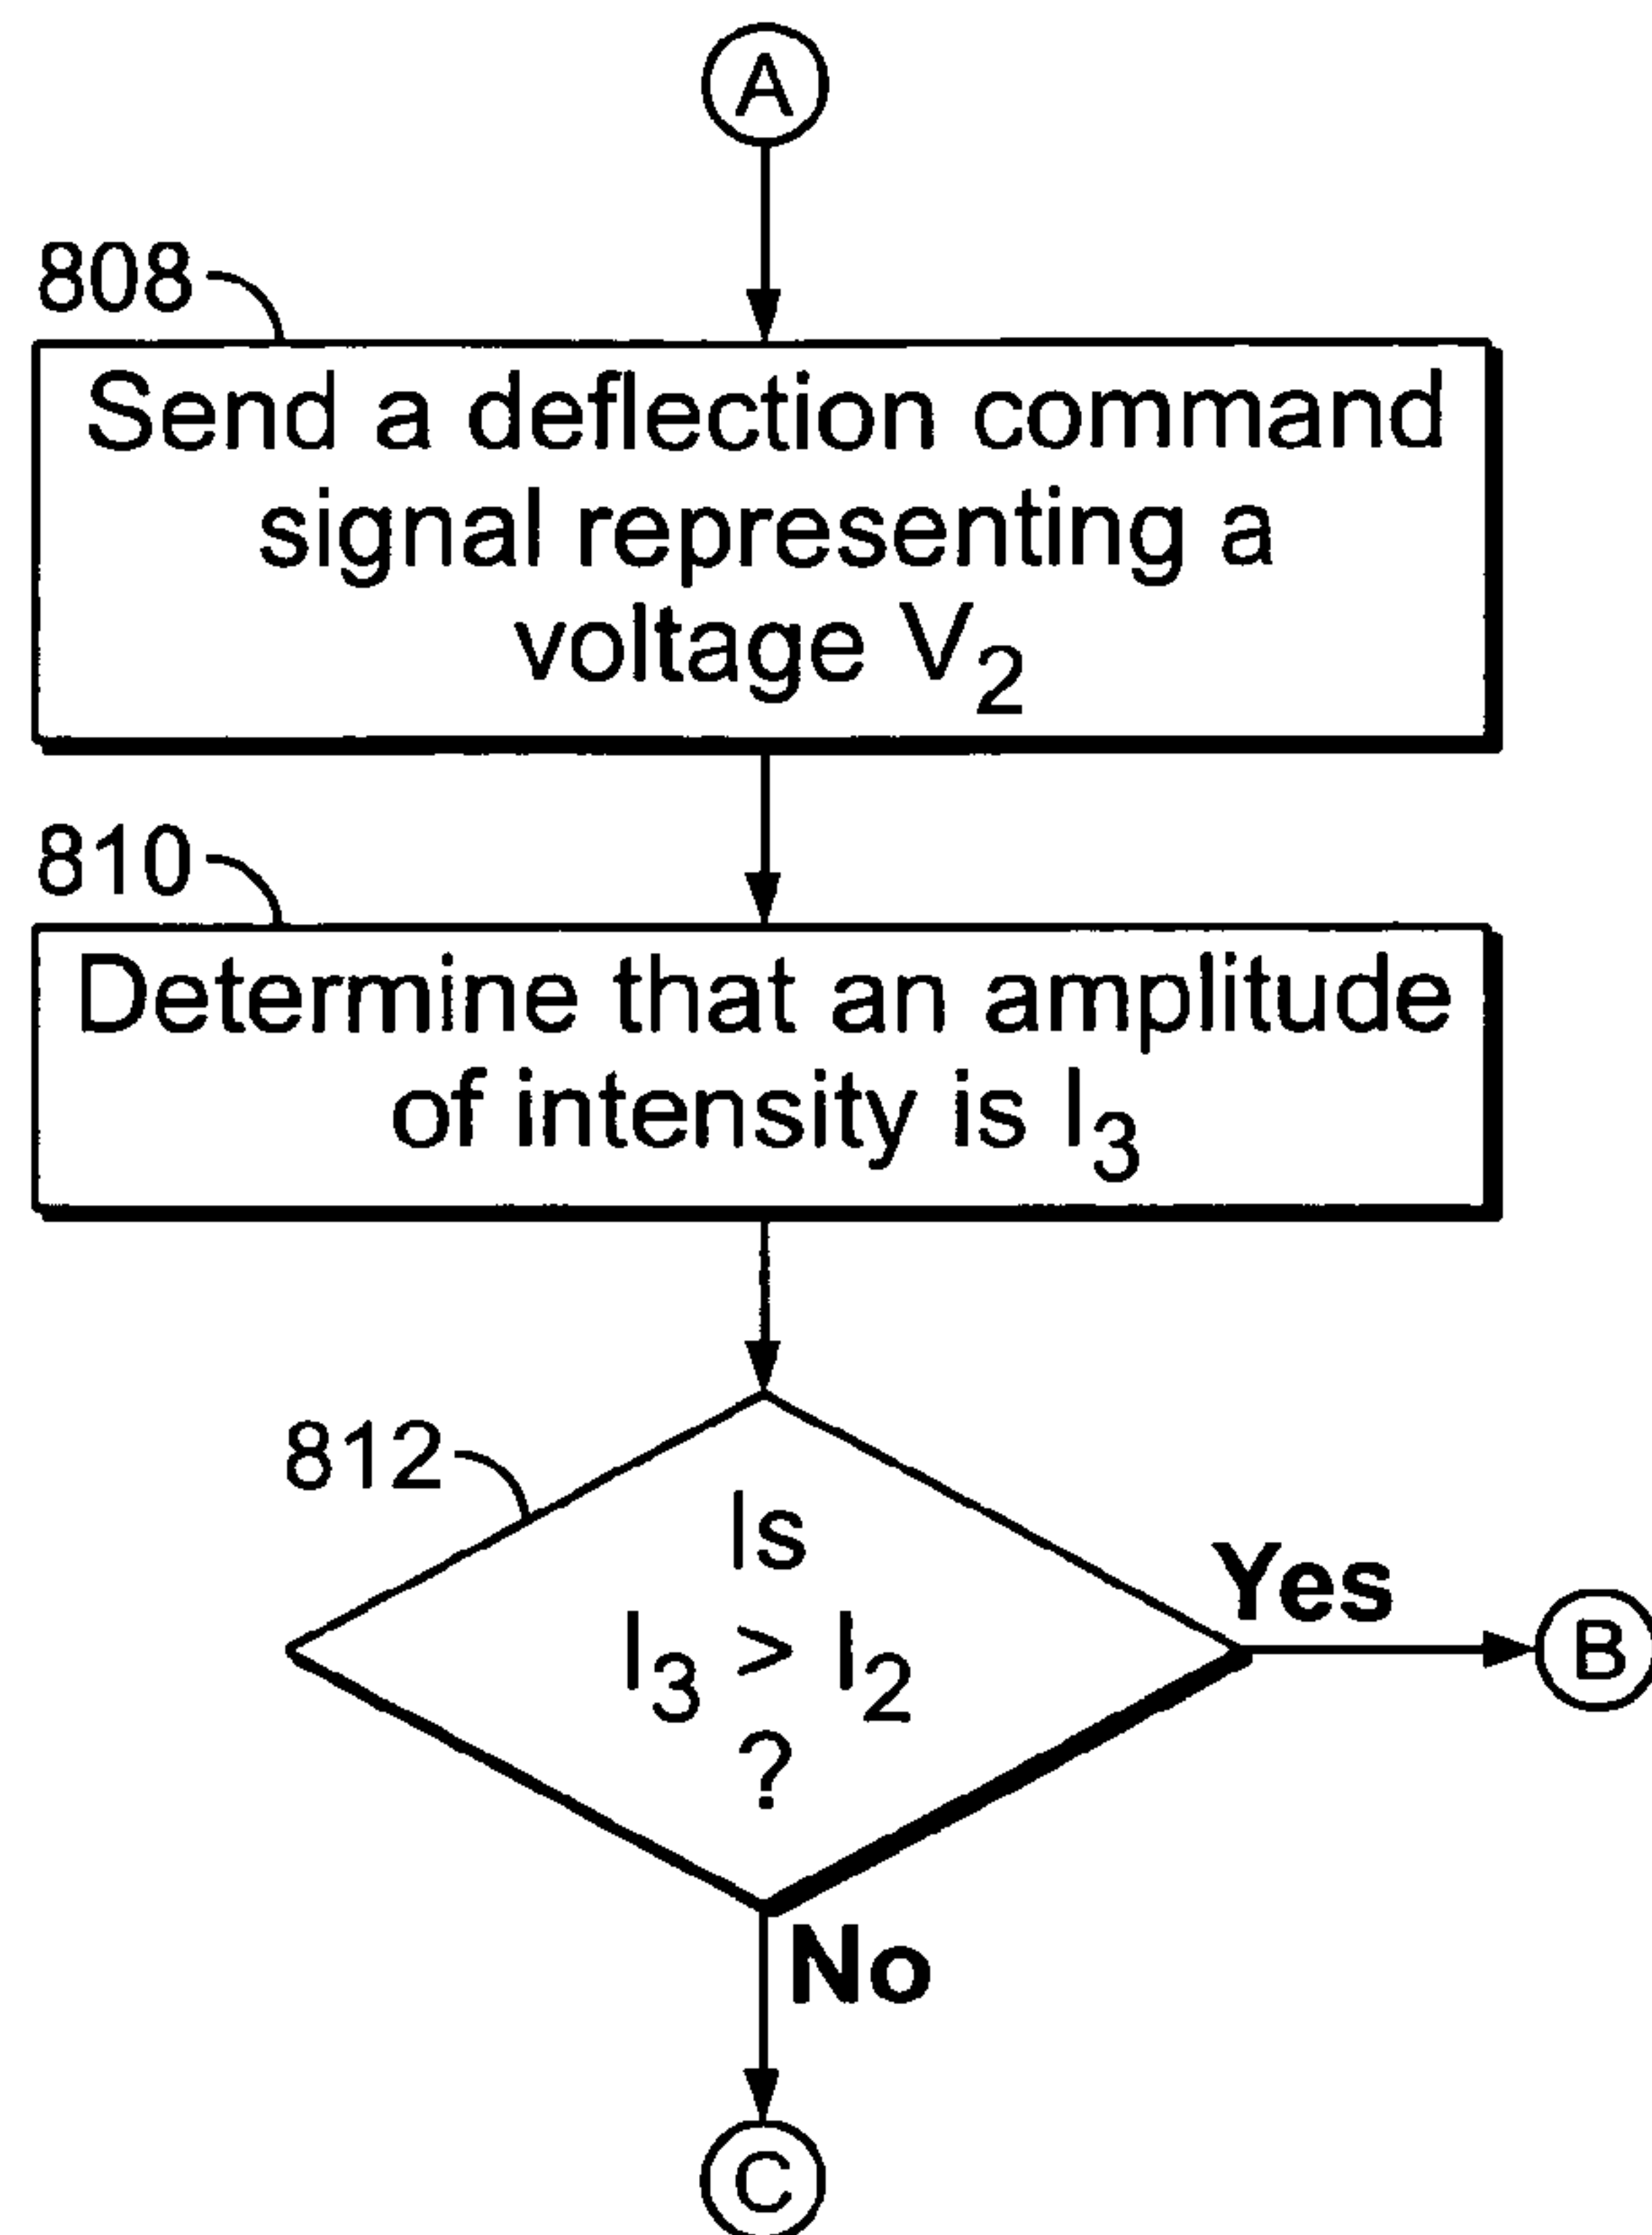 A
808
Send a deflection command
signal representing a
voltage V₂
810
Determine that an amplitude
of intensity is I₃
812
Is
I₃ > I₂
?
Yes
B
No
C